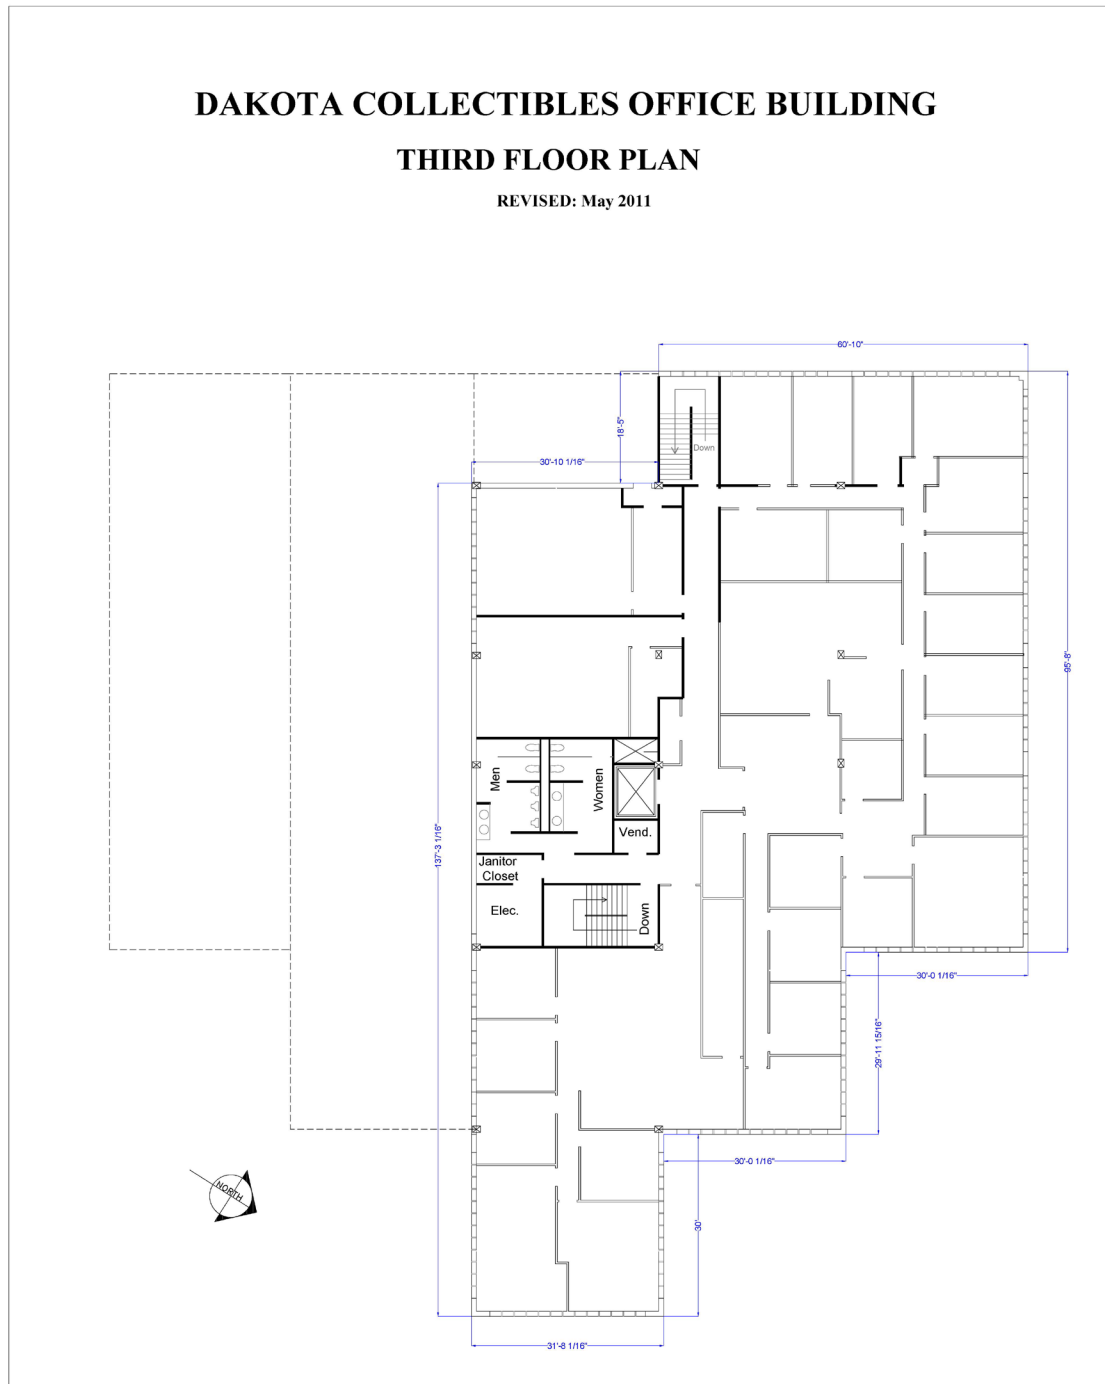 DAKOTA COLLECTIBLES OFFICE BUILDING
THIRD FLOOR PLAN
REVISED: May 2011
60'-10"
18'-5"
Down
30'-10 1/16"
95'-8"
Men
Women
Vend.
137'-3 1/16"
Janitor
Closet
Elec.
Down
30'-0 1/16"
29'-11 15/16"
30'-0 1/16"
NORTH
30'
31'-8 1/16"